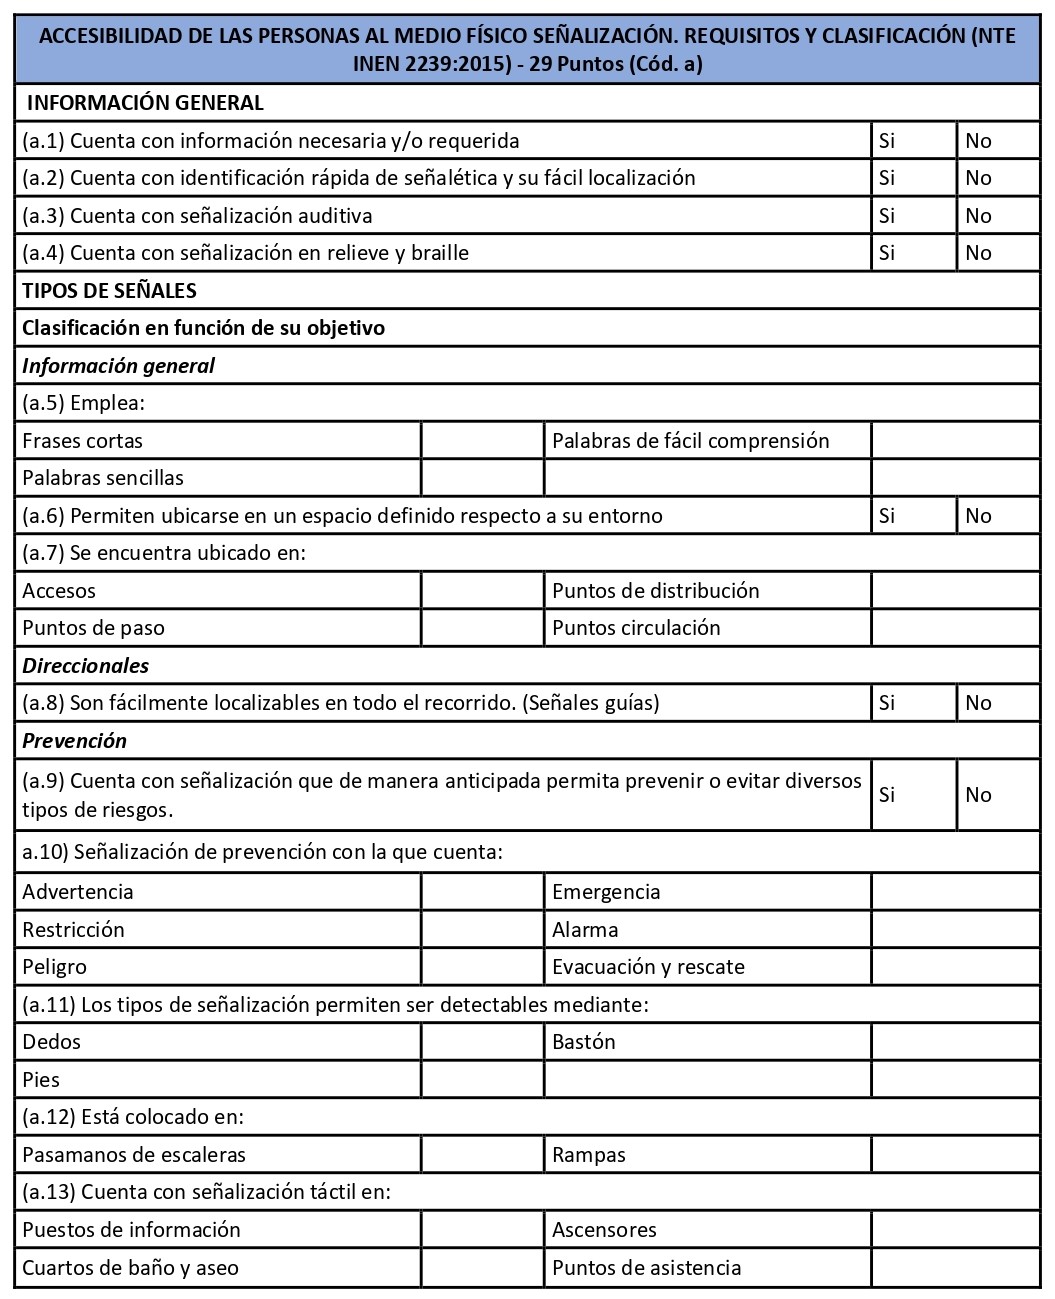 ACCESIBILIDAD DE LAS PERSONAS AL MEDIO FÍSICO SEÑALIZACIÓN. REQUISITOS Y CLASIFICACIÓN (NTE
INEN 2239:2015) - 29 Puntos (Cód. a)
INFORMACIÓN GENERAL
(a.1) Cuenta con información necesaria y/o requerida Si No
(a.2) Cuenta con identificación rápida de señalética y su fácil localización Si No
(a.3) Cuenta con señalización auditiva Si No
(a.4) Cuenta con señalización en relieve y braille Si No
TIPOS DE SEÑALES
Clasificación en función de su objetivo
Información general
(a.5) Emplea:
Frases cortas Palabras de fácil comprensión
Palabras sencillas
(a.6) Permiten ubicarse en un espacio definido respecto a su entorno Si No
(a.7) Se encuentra ubicado en:
Accesos Puntos de distribución
Puntos de paso Puntos circulación
Direccionales
(a.8) Son fácilmente localizables en todo el recorrido. (Señales guías) Si No
Prevención
(a.9) Cuenta con señalización que de manera anticipada permita prevenir o evitar diversos
tipos de riesgos. Si No
a.10) Señalización de prevención con la que cuenta:
Advertencia Emergencia
Restricción Alarma
Peligro Evacuación y rescate
(a.11) Los tipos de señalización permiten ser detectables mediante:
Dedos Bastón
Pies
(a.12) Está colocado en:
Pasamanos de escaleras Rampas
(a.13) Cuenta con señalización táctil en:
Puestos de información Ascensores
Cuartos de baño y aseo Puntos de asistencia